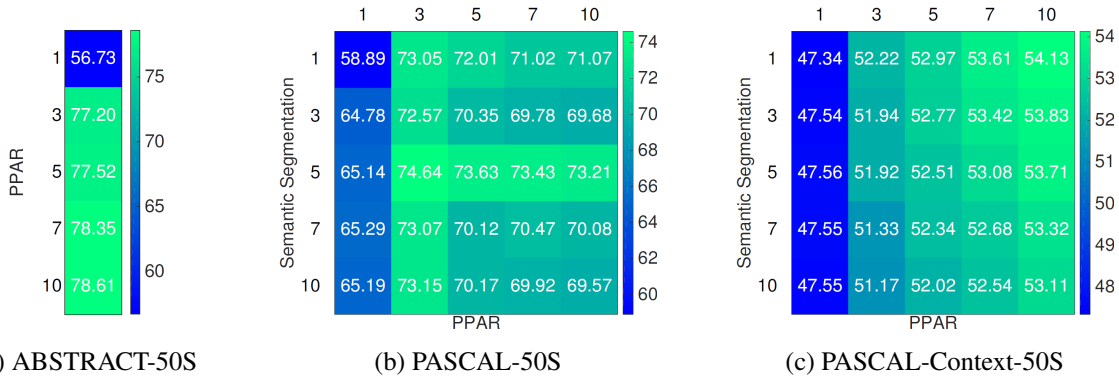 1 3 5 7 10
1 3 5 7 10
1 56.73
3 77.20
5 77.52
7 78.35
10 78.61
PPAR
75
70
65
60
1 58.89 73.05 72.01 71.02 71.07
3 64.78 72.57 70.35 69.78 69.68
5 65.14 74.64 73.63 73.43 73.21
7 65.29 73.07 70.12 70.47 70.08
10 65.19 73.15 70.17 69.92 69.57
Semantic Segmentation
PPAR
74
72
70
68
66
64
62
60
1 47.34 52.22 52.97 53.61 54.13
3 47.54 51.94 52.77 53.42 53.83
5 47.56 51.92 52.51 53.08 53.71
7 47.55 51.33 52.34 52.68 53.32
10 47.55 51.17 52.02 52.54 53.11
Semantic Segmentation
PPAR
54
53
52
51
50
49
48
) ABSTRACT-50S
(b) PASCAL-50S
(c) PASCAL-Context-50S